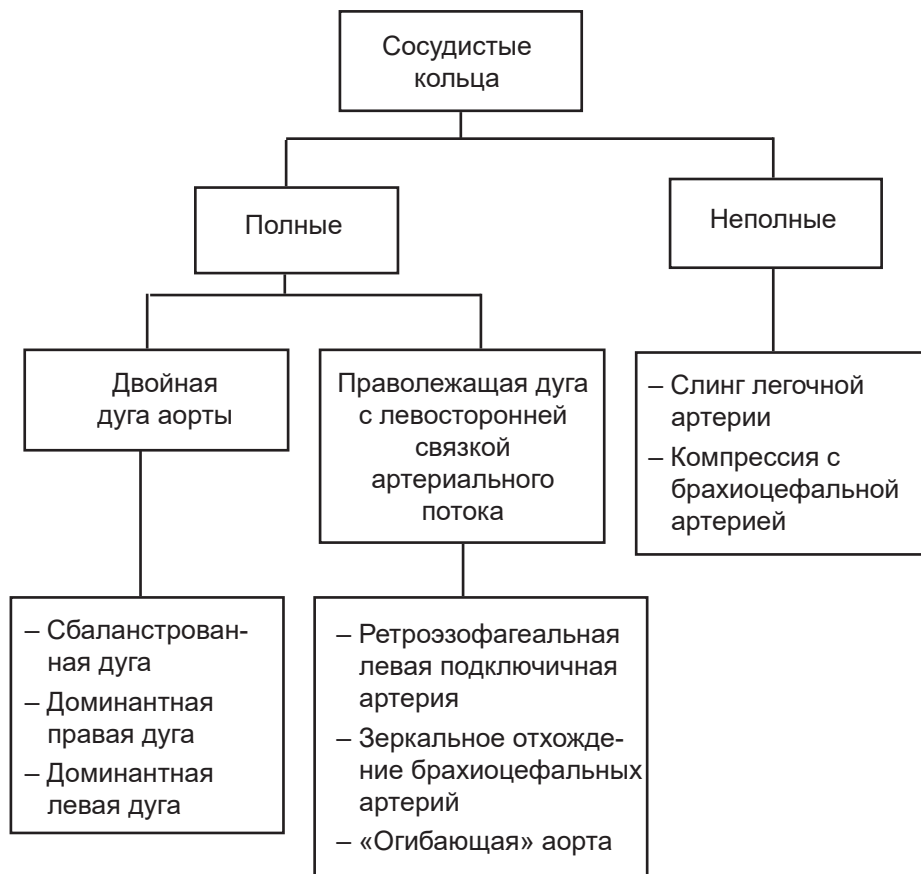 Сосудистые
кольца
Полные
Неполные
Двойная
дуга аорты
Праволежащая дуга
с левосторонней
связкой
артериального
потока
– Слинг легочной
артерии
– Компрессия с
брахиоцефальной
артерией
– Сбаланстрован-
ная дуга
– Доминантная
правая дуга
– Доминантная
левая дуга
– Ретроэзофагеальная
левая подключичная
артерия
– Зеркальное отхожде-
ние брахиоцефальных
артерий
– «Огибающая» аорта